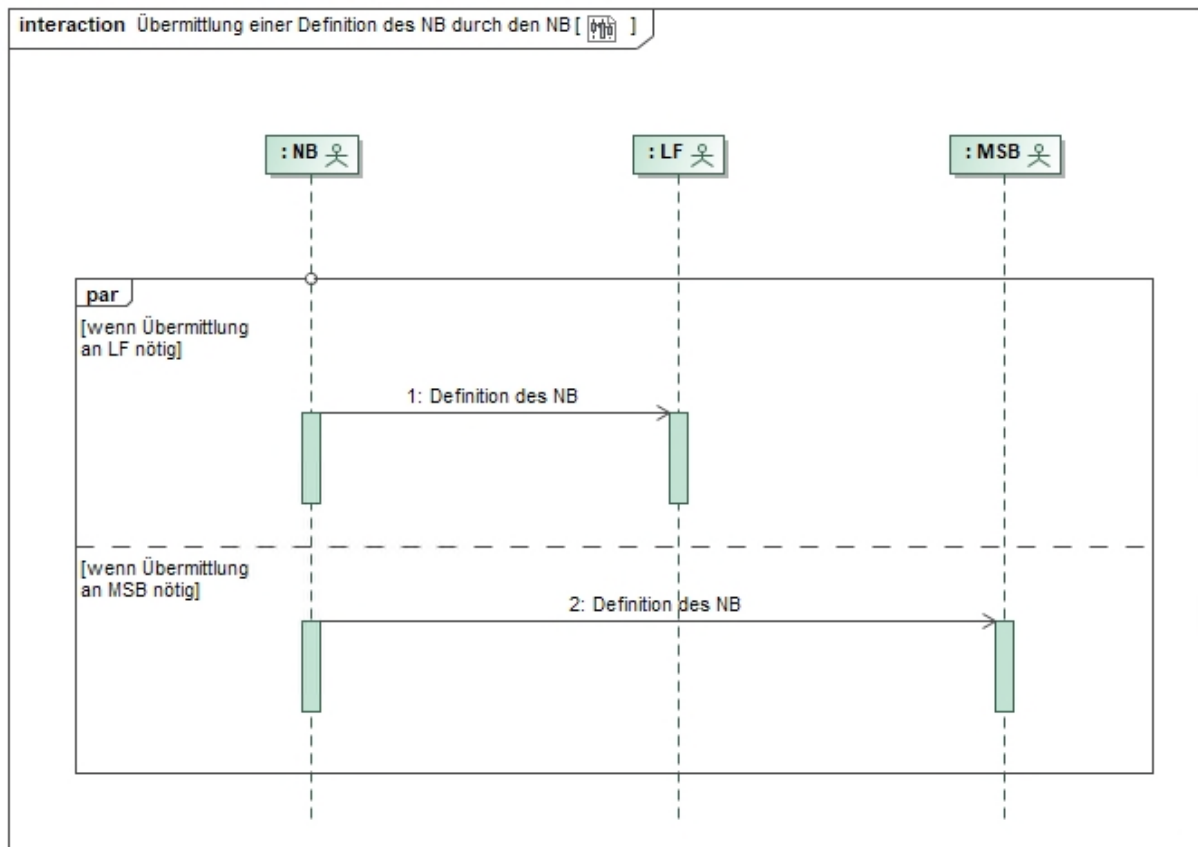 interaction Übermittlung einer Definition des NB durch den NB [ ]
: NB
: LF
: MSB
par
[wenn Übermittlung
an LF nötig]
1: Definition des NB
[wenn Übermittlung
an MSB nötig]
2: Definition des NB